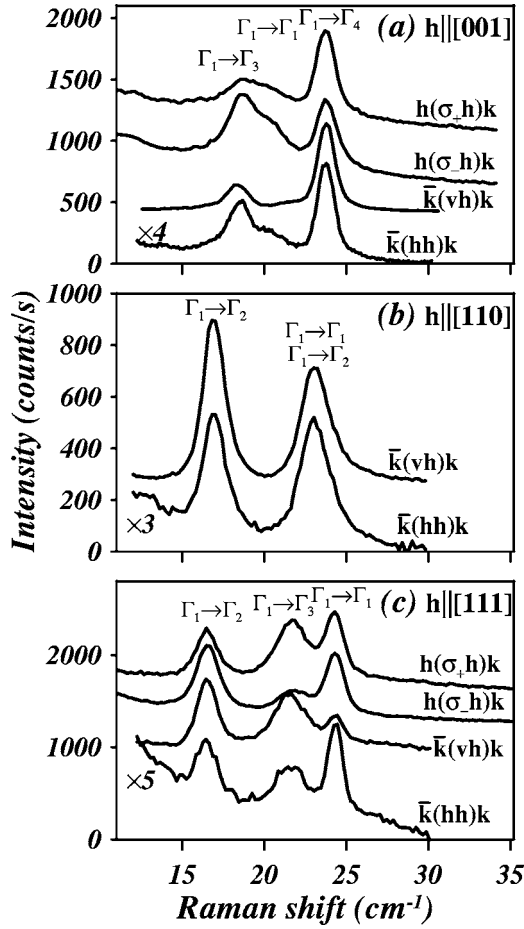 Intensity (counts/s)
2000
1500
1000
500
0
(a) h||[001]
Γ₁→Γ₁ Γ₁→Γ₄
Γ₁→Γ₃
h(σ₊h)k
h(σ₋h)k
k̄(vh)k
×4
k̄(hh)k
1000
800
600
400
200
0
(b) h||[110]
Γ₁→Γ₂
Γ₁→Γ₁
Γ₁→Γ₂
k̄(vh)k
×3
k̄(hh)k
2000
1000
0
(c) h||[111]
Γ₁→Γ₂ Γ₁→Γ₃ Γ₁→Γ₁
h(σ₊h)k
h(σ₋h)k
k̄(vh)k
×5
k̄(hh)k
15 20 25 30 35
Raman shift (cm⁻¹)